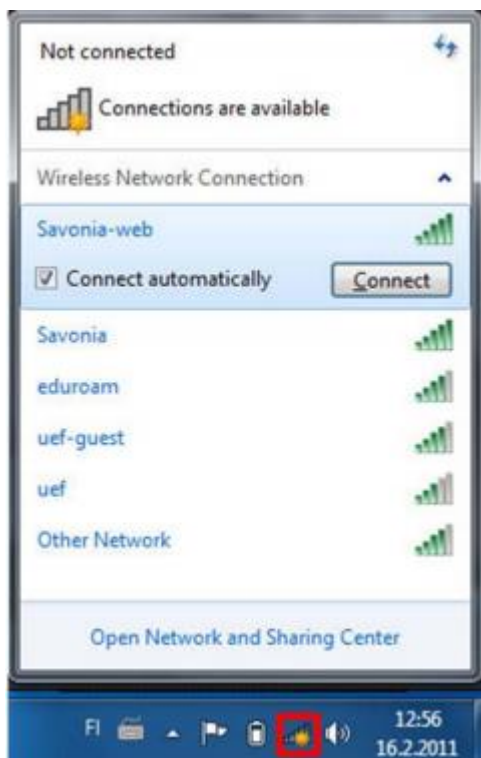 Not connected
Connections are available
Wireless Network Connection
Savonia-web
Connect automatically
Connect
Savonia
eduroam
uef-guest
uef
Other Network
Open Network and Sharing Center
FI
12:56
16.2.2011